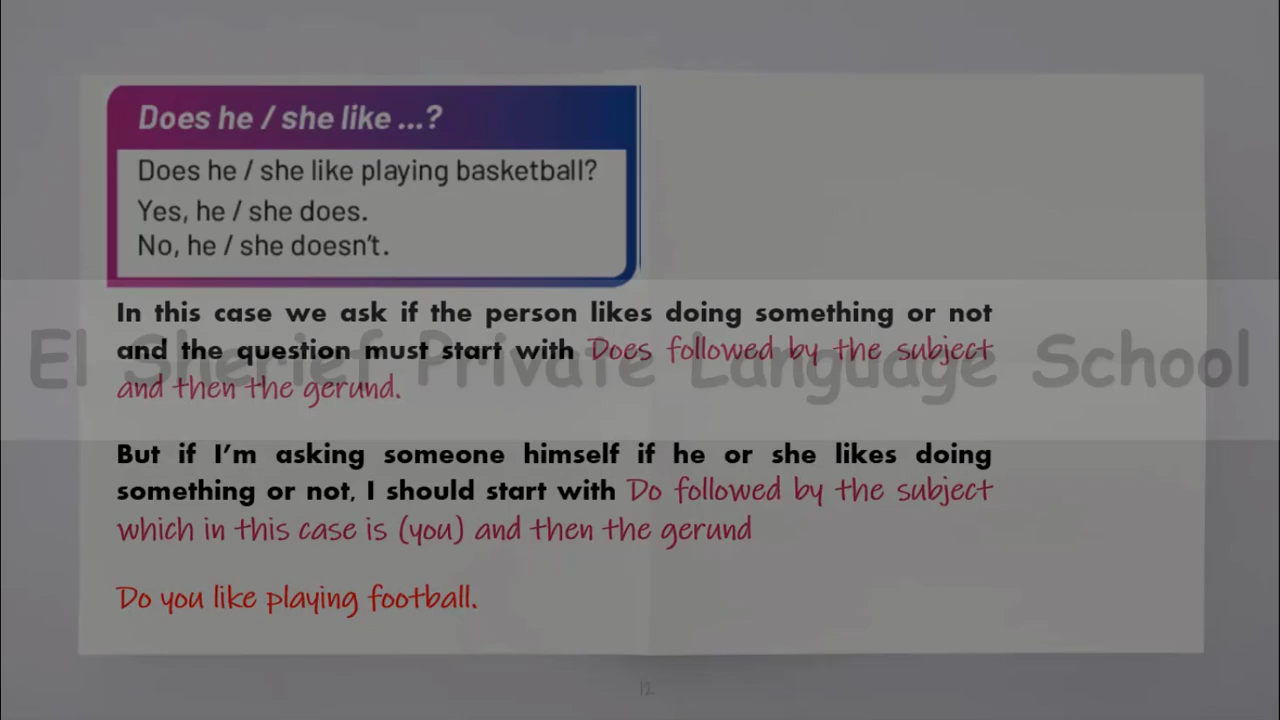 Does he / she like ...?
Does he / she like playing basketball?
Yes, he / she does.
No, he / she doesn't.
In this case we ask if the person likes doing something or not
and the question must start with Does followed by the subject
and then the gerund.
El Sherief Private Language School
But if I'm asking someone himself if he or she likes doing
something or not, I should start with Do followed by the subject
which in this case is (you) and then the gerund
Do you like playing football.
12